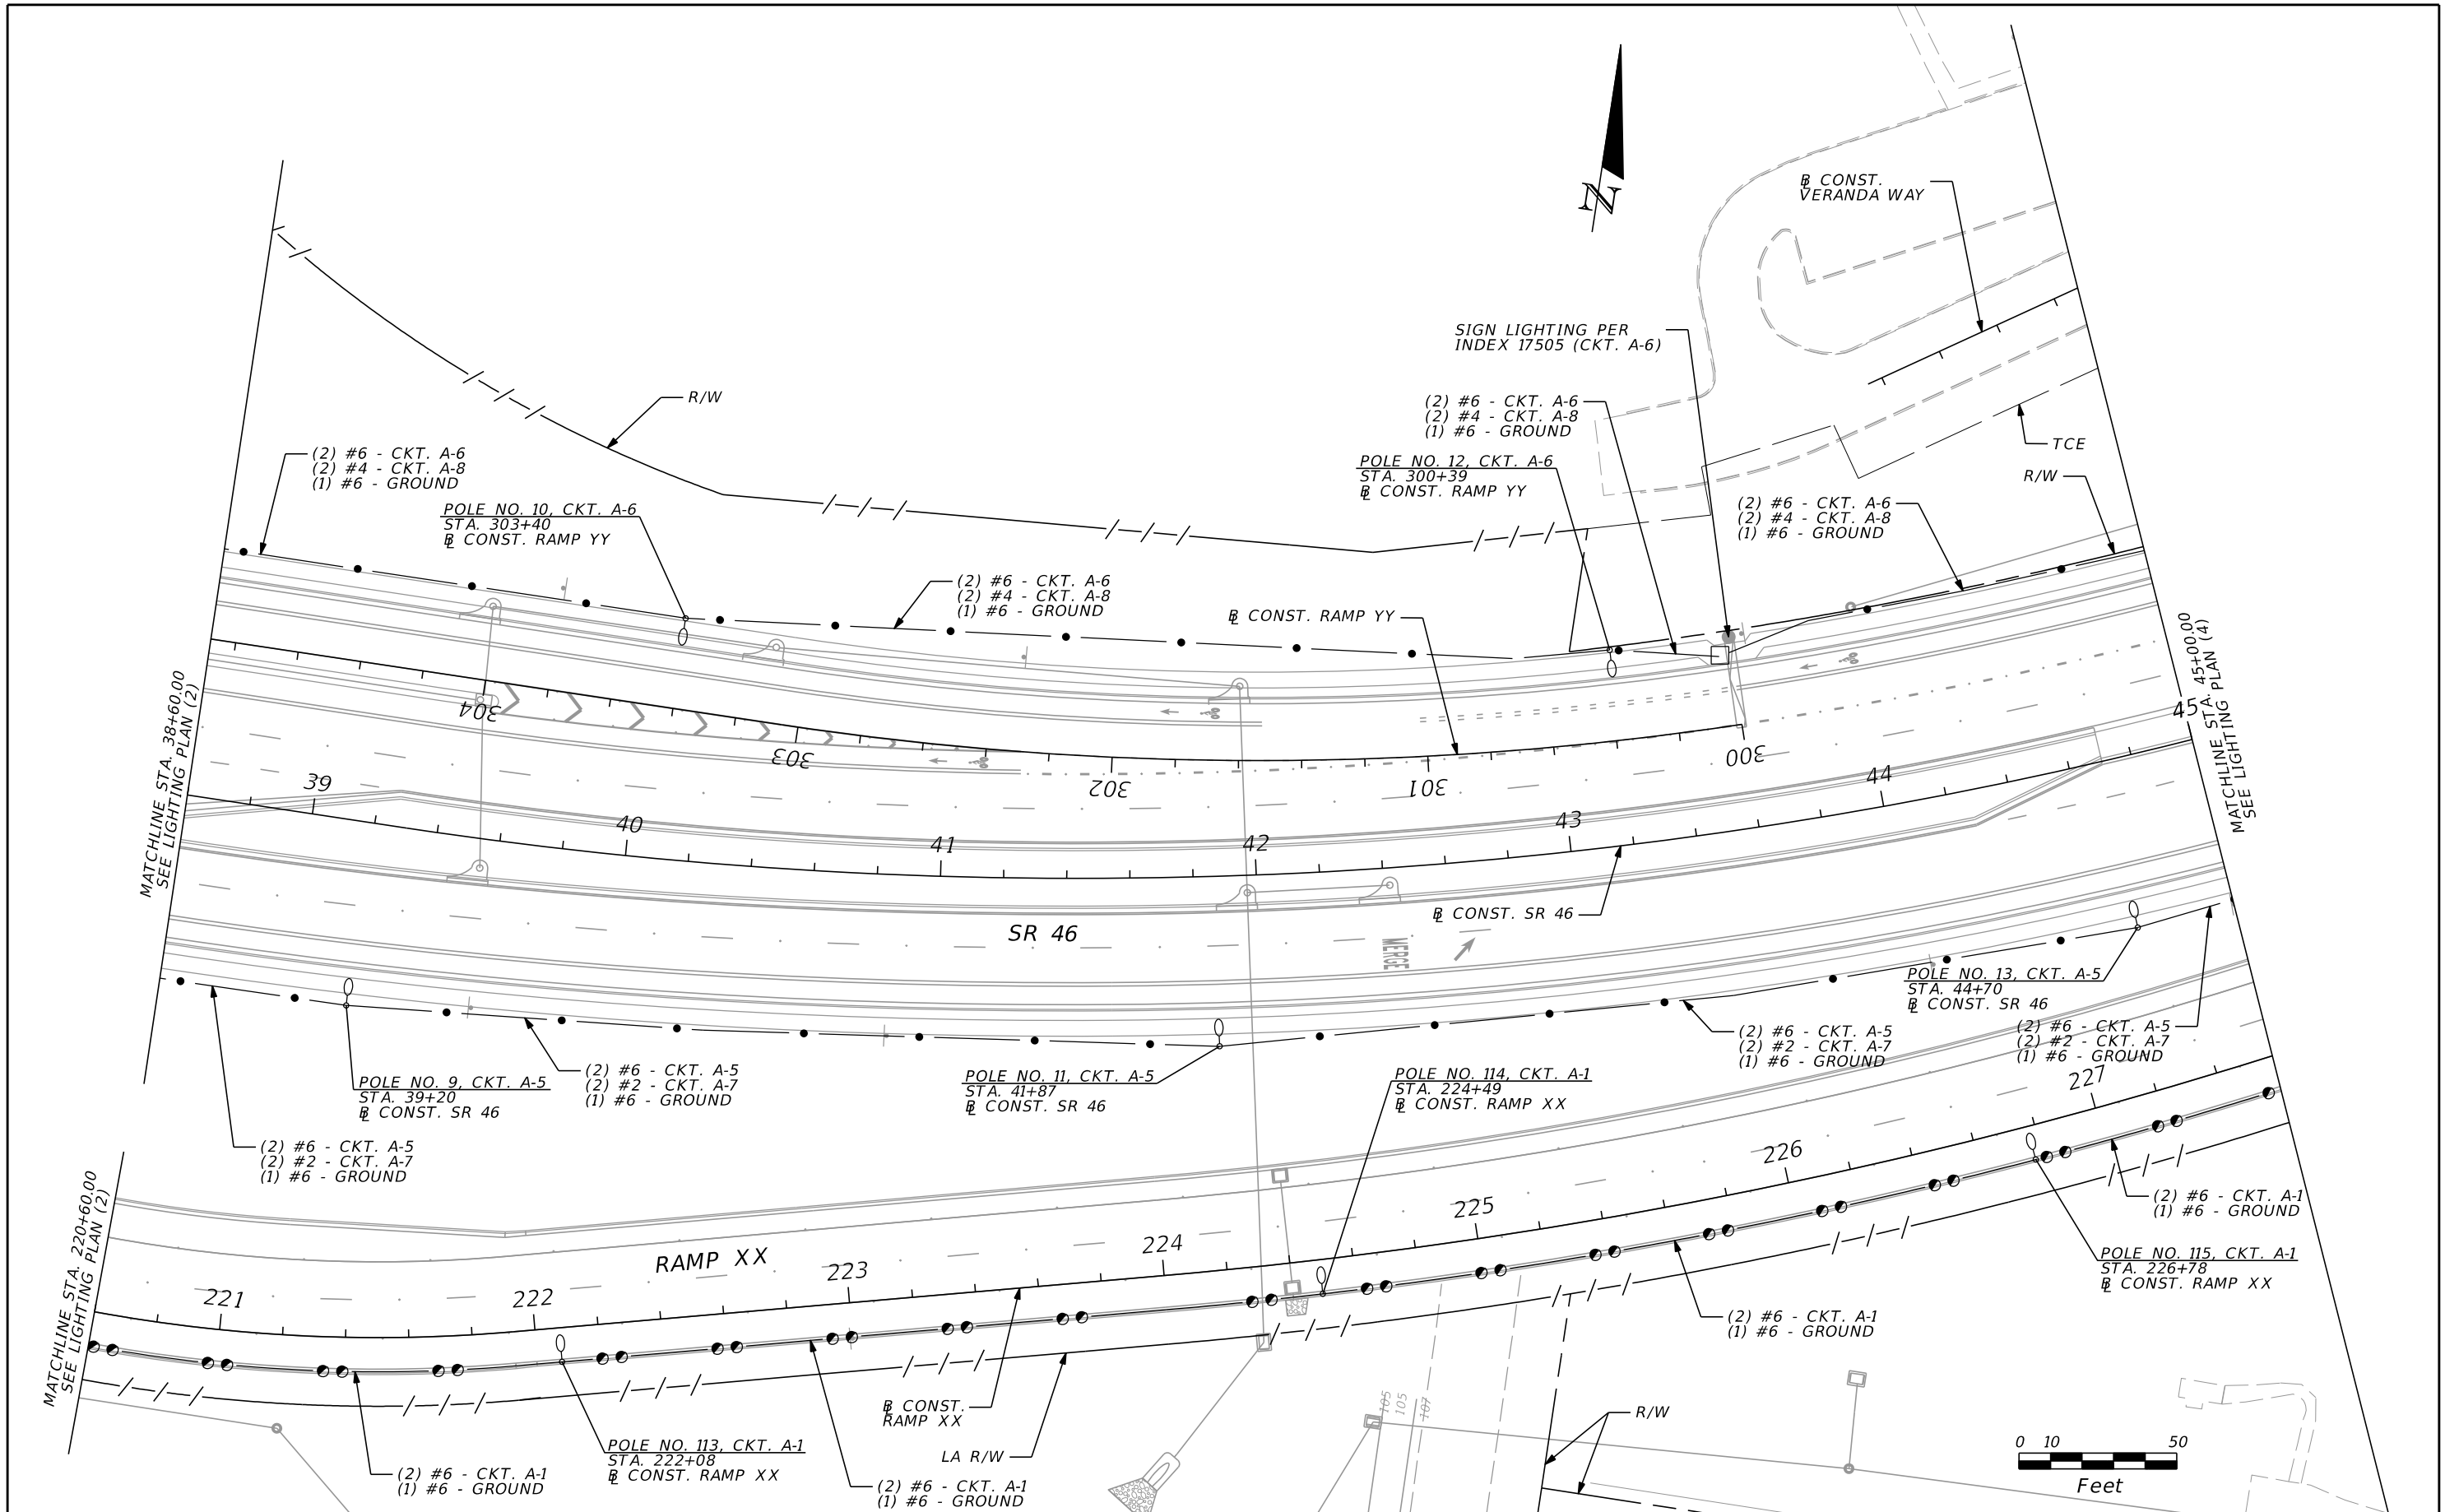 N
℄ CONST.
VERANDA WAY
SIGN LIGHTING PER
INDEX 17505 (CKT. A-6)
R/W
(2) #6 - CKT. A-6
(2) #4 - CKT. A-8
(1) #6 - GROUND
POLE NO. 12, CKT. A-6
STA. 300+39
℄ CONST. RAMP YY
TCE
R/W
(2) #6 - CKT. A-6
(2) #4 - CKT. A-8
(1) #6 - GROUND
(2) #6 - CKT. A-6
(2) #4 - CKT. A-8
(1) #6 - GROUND
POLE NO. 10, CKT. A-6
STA. 303+40
℄ CONST. RAMP YY
(2) #6 - CKT. A-6
(2) #4 - CKT. A-8
(1) #6 - GROUND
℄ CONST. RAMP YY
MATCHLINE STA. 38+60.00
SEE LIGHTING PLAN (2)
MATCHLINE STA. 45+00.00
SEE LIGHTING PLAN (4)
304
303
302
301
300
39
40
41
42
43
44
45
℄ CONST. SR 46
SR 46
MERGE
POLE NO. 13, CKT. A-5
STA. 44+70
℄ CONST. SR 46
(2) #6 - CKT. A-5
(2) #2 - CKT. A-7
(1) #6 - GROUND
(2) #6 - CKT. A-5
(2) #2 - CKT. A-7
(1) #6 - GROUND
POLE NO. 9, CKT. A-5
STA. 39+20
℄ CONST. SR 46
(2) #6 - CKT. A-5
(2) #2 - CKT. A-7
(1) #6 - GROUND
POLE NO. 11, CKT. A-5
STA. 41+87
℄ CONST. SR 46
POLE NO. 114, CKT. A-1
STA. 224+49
℄ CONST. RAMP XX
(2) #6 - CKT. A-5
(2) #2 - CKT. A-7
(1) #6 - GROUND
MATCHLINE STA. 220+60.00
SEE LIGHTING PLAN (2)
RAMP XX
221
222
223
224
225
226
227
(2) #6 - CKT. A-1
(1) #6 - GROUND
POLE NO. 115, CKT. A-1
STA. 226+78
℄ CONST. RAMP XX
(2) #6 - CKT. A-1
(1) #6 - GROUND
℄ CONST.
RAMP XX
LA R/W
R/W
105
105
107
POLE NO. 113, CKT. A-1
STA. 222+08
℄ CONST. RAMP XX
(2) #6 - CKT. A-1
(1) #6 - GROUND
(2) #6 - CKT. A-1
(1) #6 - GROUND
0 10 50
Feet